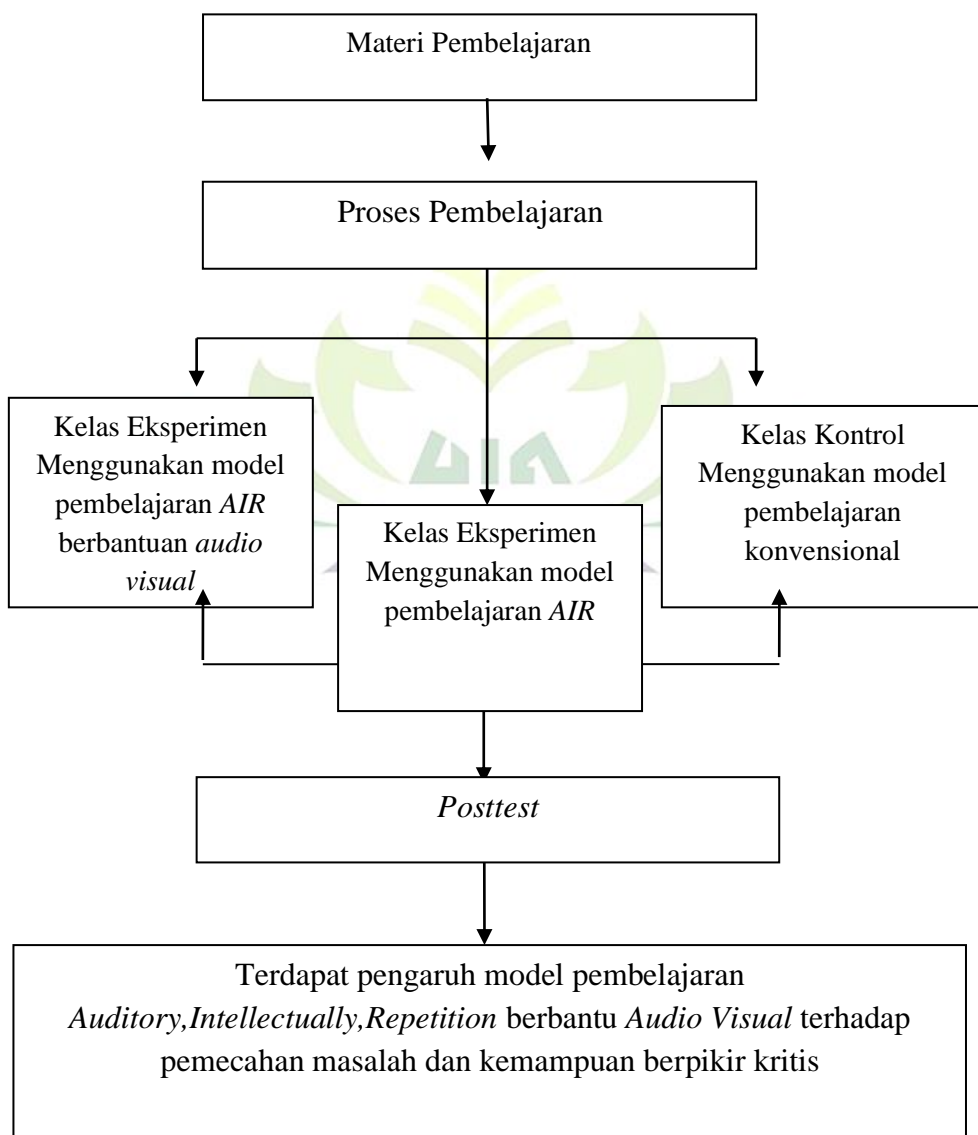 Materi Pembelajaran
Proses Pembelajaran
Kelas Eksperimen
Menggunakan model
pembelajaran AIR
berbantuan audio
visual
Kelas Eksperimen
Menggunakan model
pembelajaran AIR
Kelas Kontrol
Menggunakan model
pembelajaran
konvensional
UIN
Posttest
Terdapat pengaruh model pembelajaran
Auditory,Intellectually,Repetition berbantu Audio Visual terhadap
pemecahan masalah dan kemampuan berpikir kritis